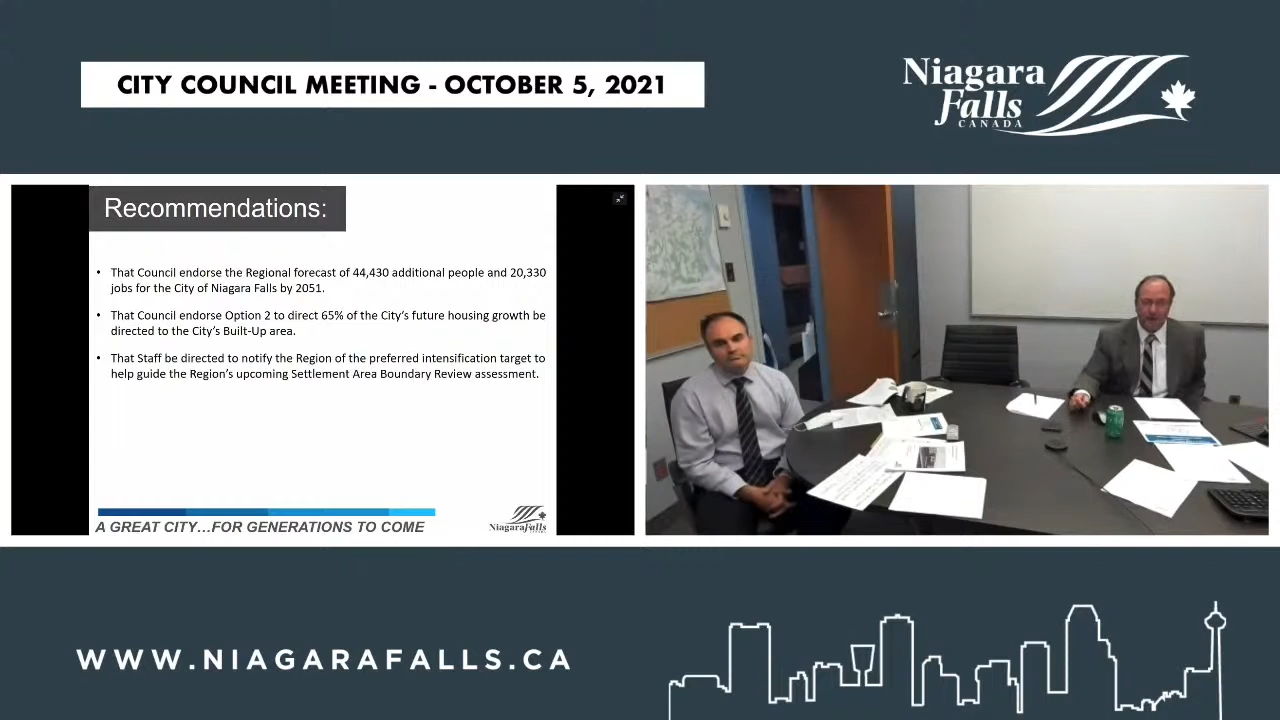 CITY COUNCIL MEETING - OCTOBER 5, 2021
Niagara
Falls
CANADA
Recommendations:
• That Council endorse the Regional forecast of 44,430 additional people and 20,330
jobs for the City of Niagara Falls by 2051.
• That Council endorse Option 2 to direct 65% of the City's future housing growth be
directed to the City's Built-Up area.
• That Staff be directed to notify the Region of the preferred intensification target to
help guide the Region's upcoming Settlement Area Boundary Review assessment.
A GREAT CITY...FOR GENERATIONS TO COME
NiagaraFalls
WWW.NIAGARAFALLS.CA